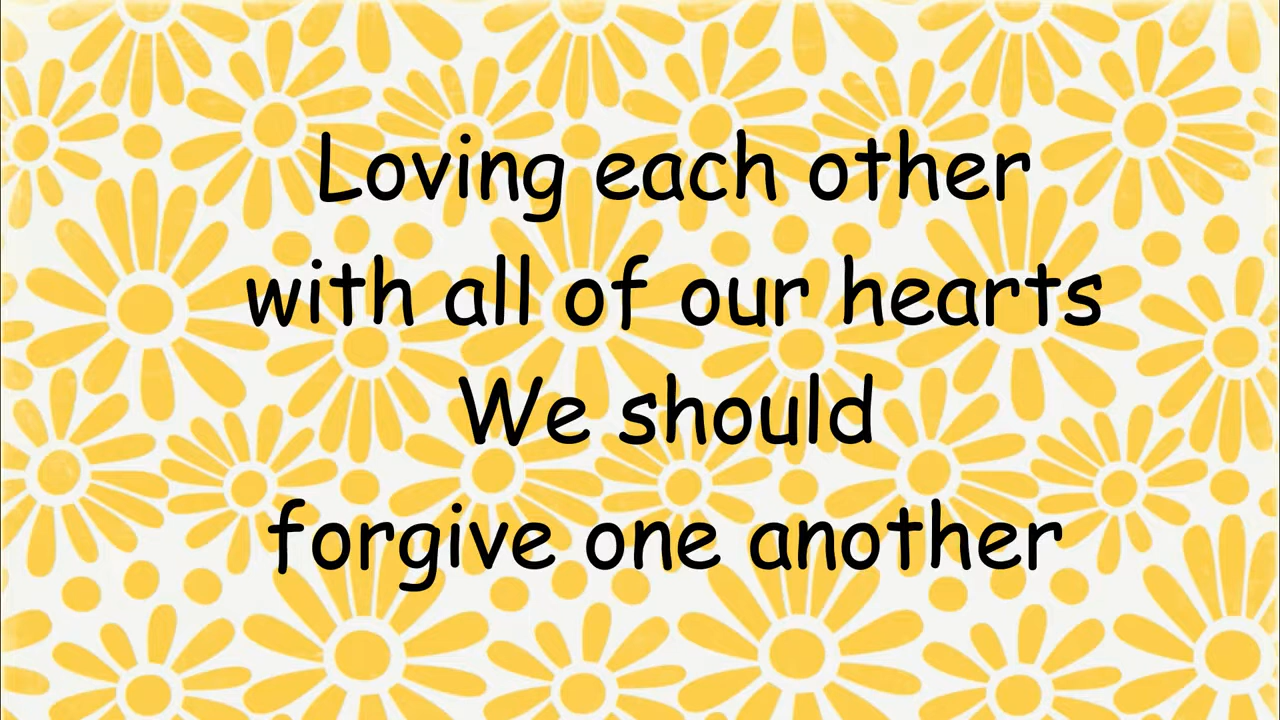 Loving each other
with all of our hearts
We should
forgive one another